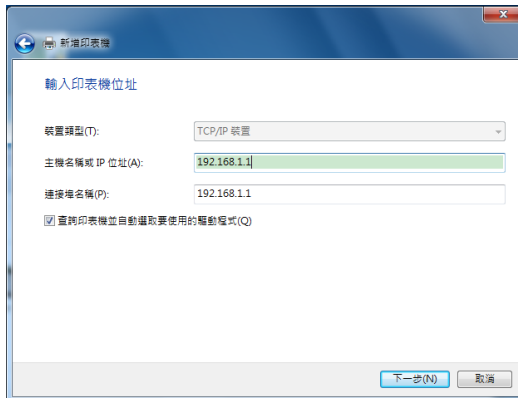 新增印表機
輸入印表機位址
裝置類型(T): TCP/IP 裝置
主機名稱或 IP 位址(A): 192.168.1.1
連接埠名稱(P): 192.168.1.1
查詢印表機並自動選取要使用的驅動程式(Q)
下一步(N) 取消